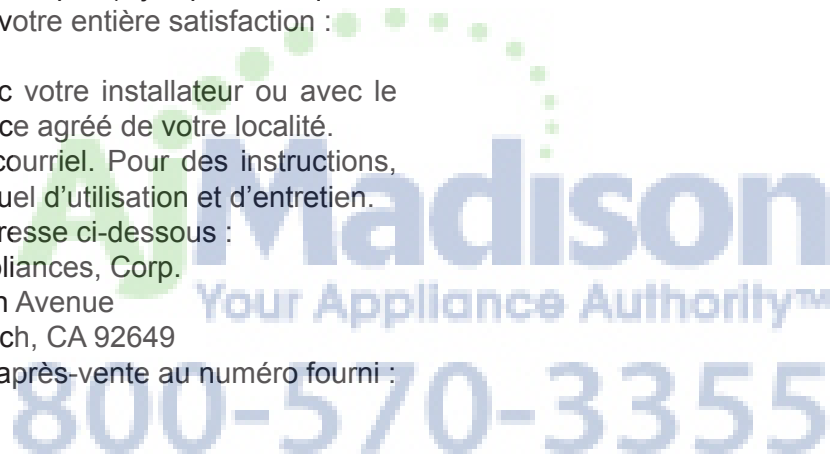 votre entière satisfaction :
c votre installateur ou avec le
ce agréé de votre localité.
courriel. Pour des instructions,
uel d’utilisation et d’entretien.
resse ci-dessous :
liances, Corp.
n Avenue
ch, CA 92649
après-vente au numéro fourni :
AjMadison
Your Appliance Authority™
800-570-3355